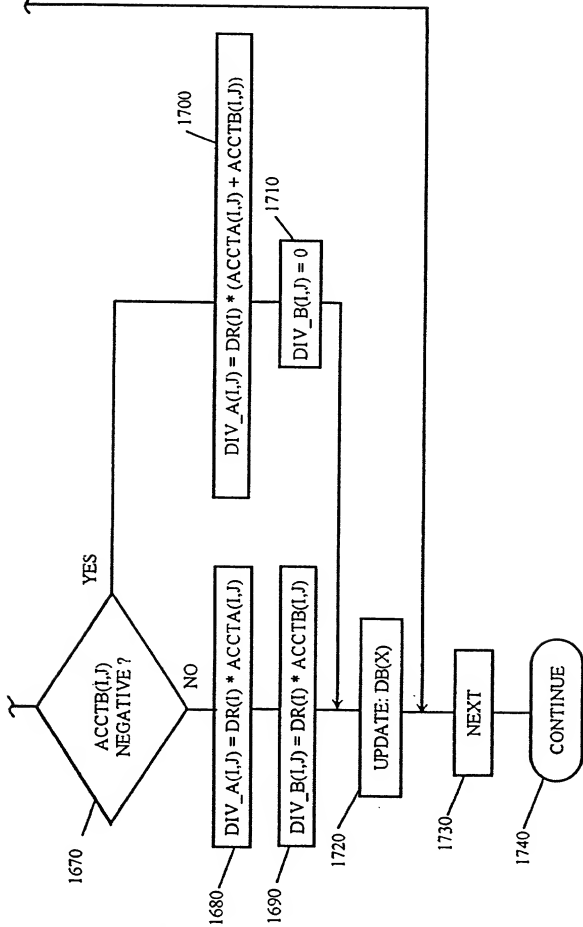 1670
ACCTB(I,J)
NEGATIVE ?
YES
NO
1680
DIV_A(I,J) = DR(I) * ACCTA(I,J)
1690
DIV_B(I,J) = DR(I) * ACCTB(I,J)
1700
DIV_A(I,J) = DR(I) * (ACCTA(I,J) + ACCTB(I,J))
1710
DIV_B(I,J) = 0
1720
UPDATE: DB(X)
1730
NEXT
1740
CONTINUE